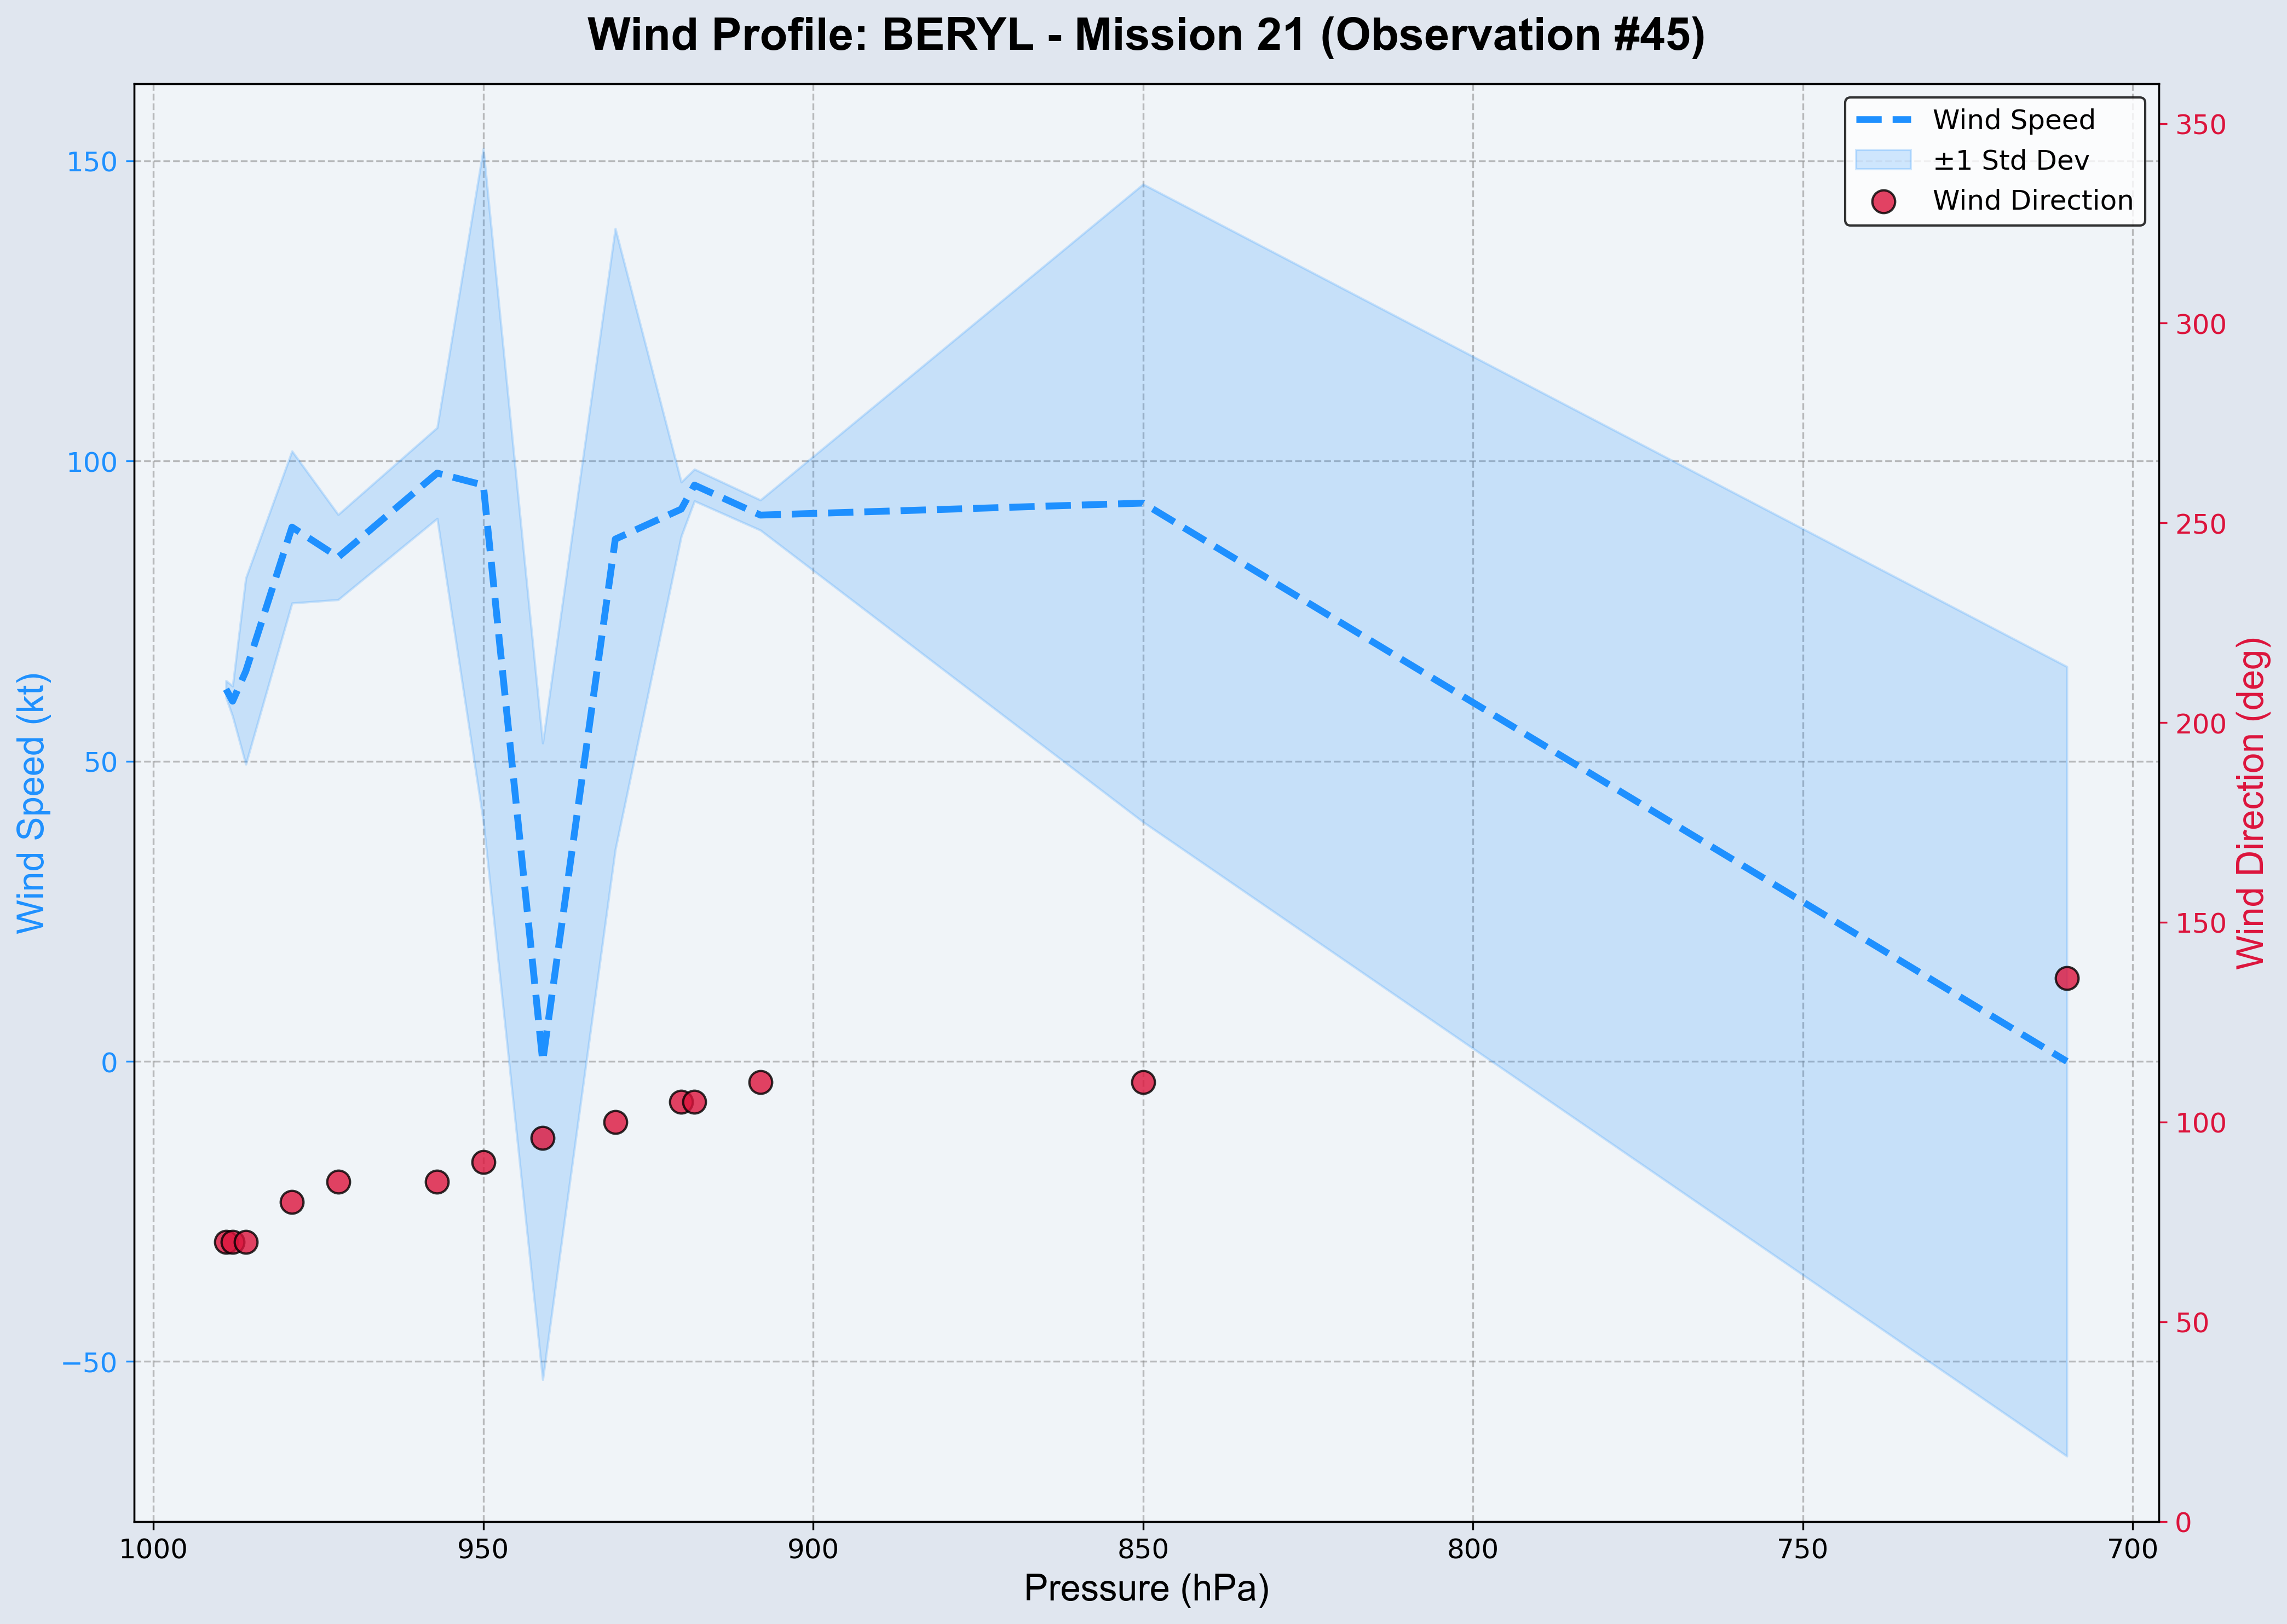 Wind Profile: BERYL - Mission 21 (Observation #45)
Wind Speed
±1 Std Dev
Wind Direction
150
100
50
0
−50
Wind Speed (kt)
350
300
250
200
150
100
50
0
Wind Direction (deg)
1000
950
900
850
800
750
700
Pressure (hPa)